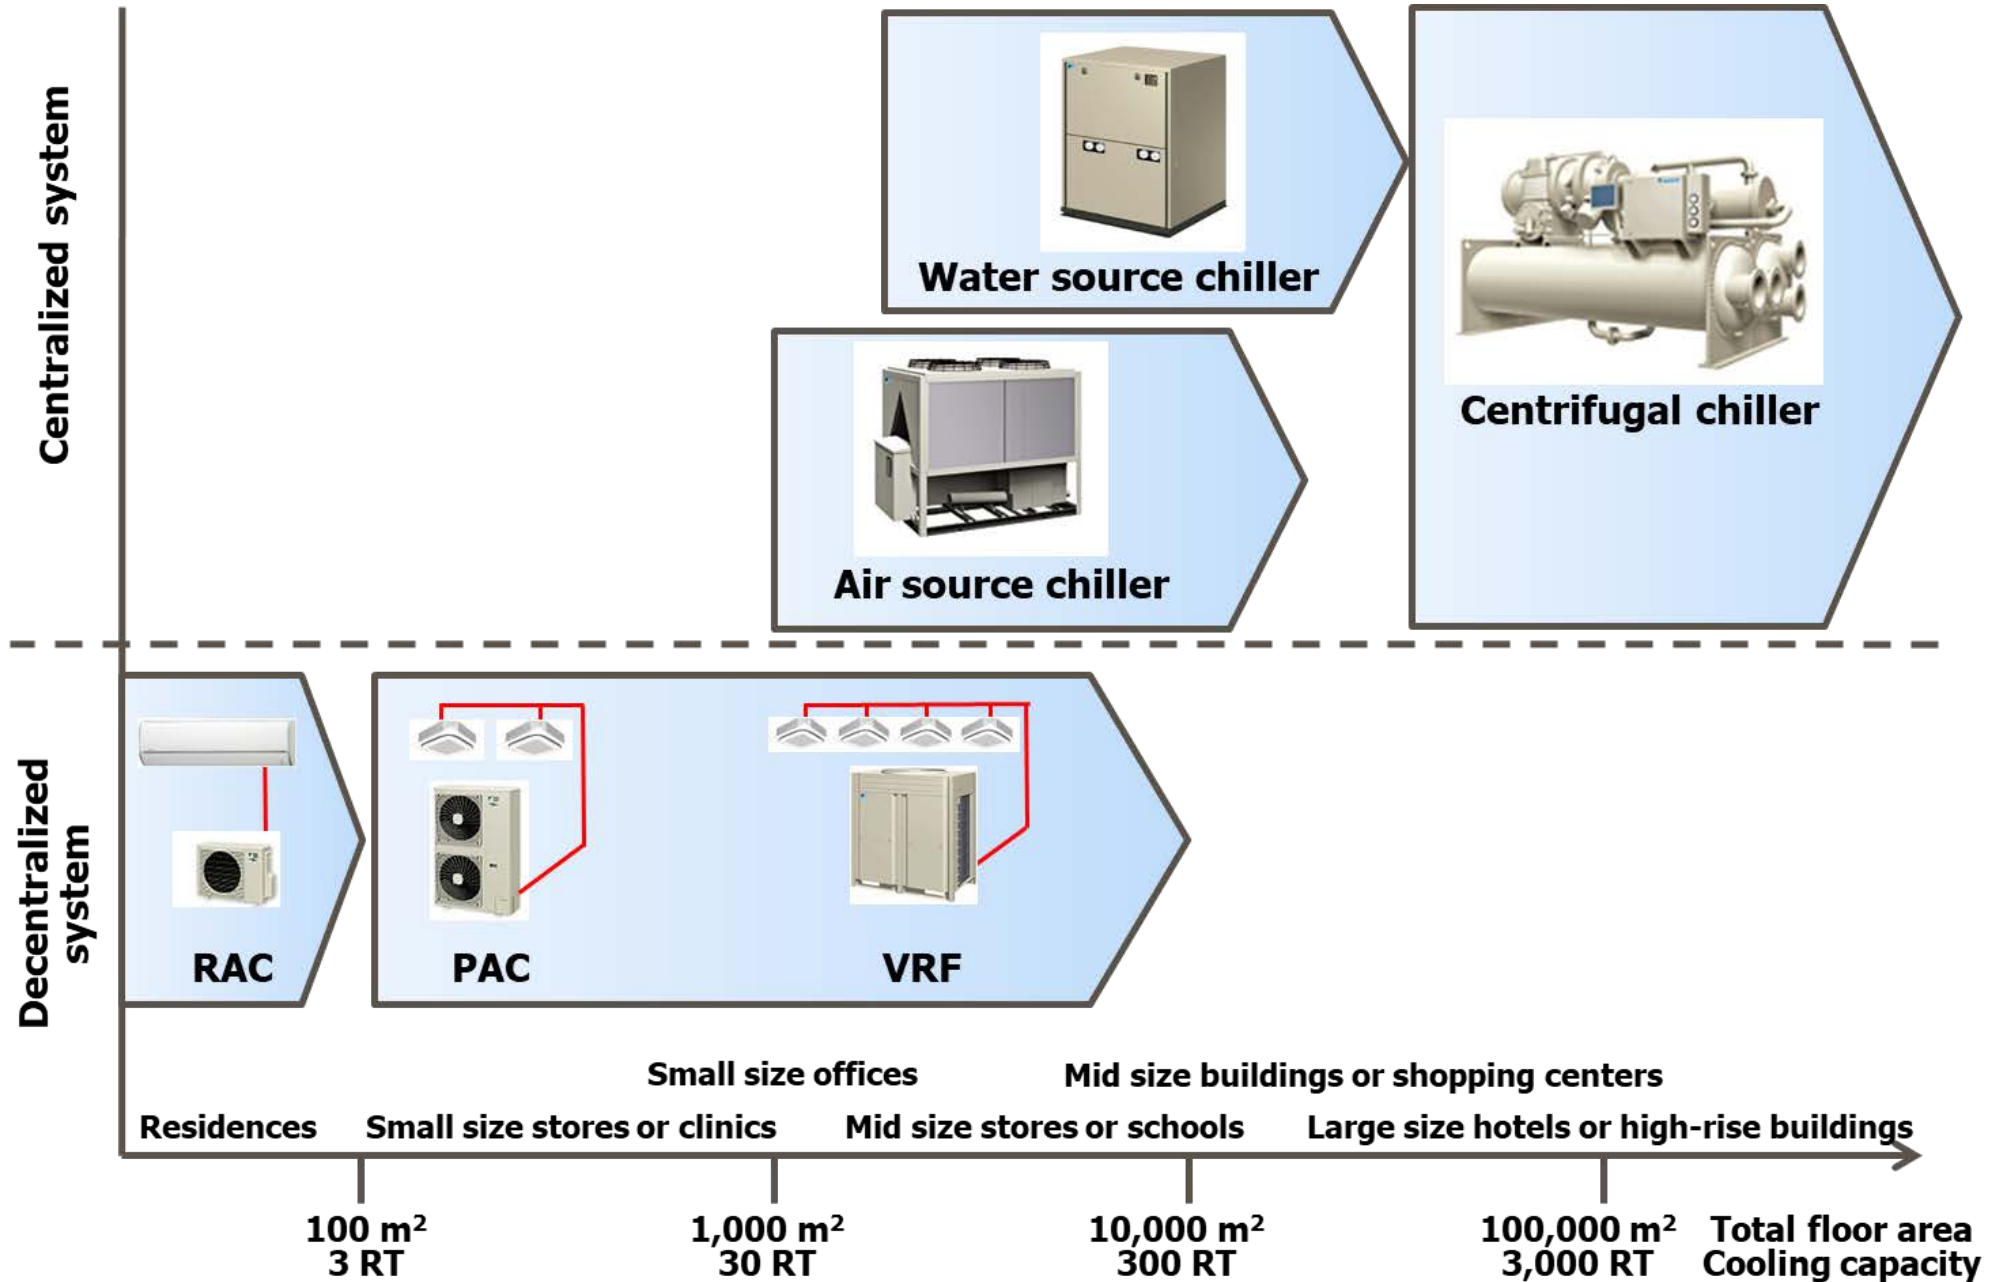 Centralized system
Water source chiller
Centrifugal chiller
Air source chiller
Decentralized
system
RAC
PAC
VRF
Small size offices
Mid size buildings or shopping centers
Residences
Small size stores or clinics
Mid size stores or schools
Large size hotels or high-rise buildings
100 m²
3 RT
1,000 m²
30 RT
10,000 m²
300 RT
100,000 m²
3,000 RT
Total floor area
Cooling capacity